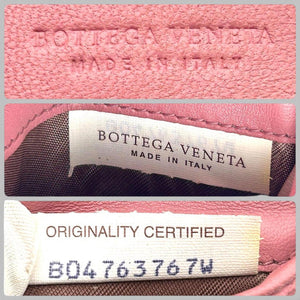 BOTTEGA VENETA
MADE IN ITALY
BOTTEGA VENETA
MADE IN ITALY
ORIGINALITY CERTIFIED
B04763767W